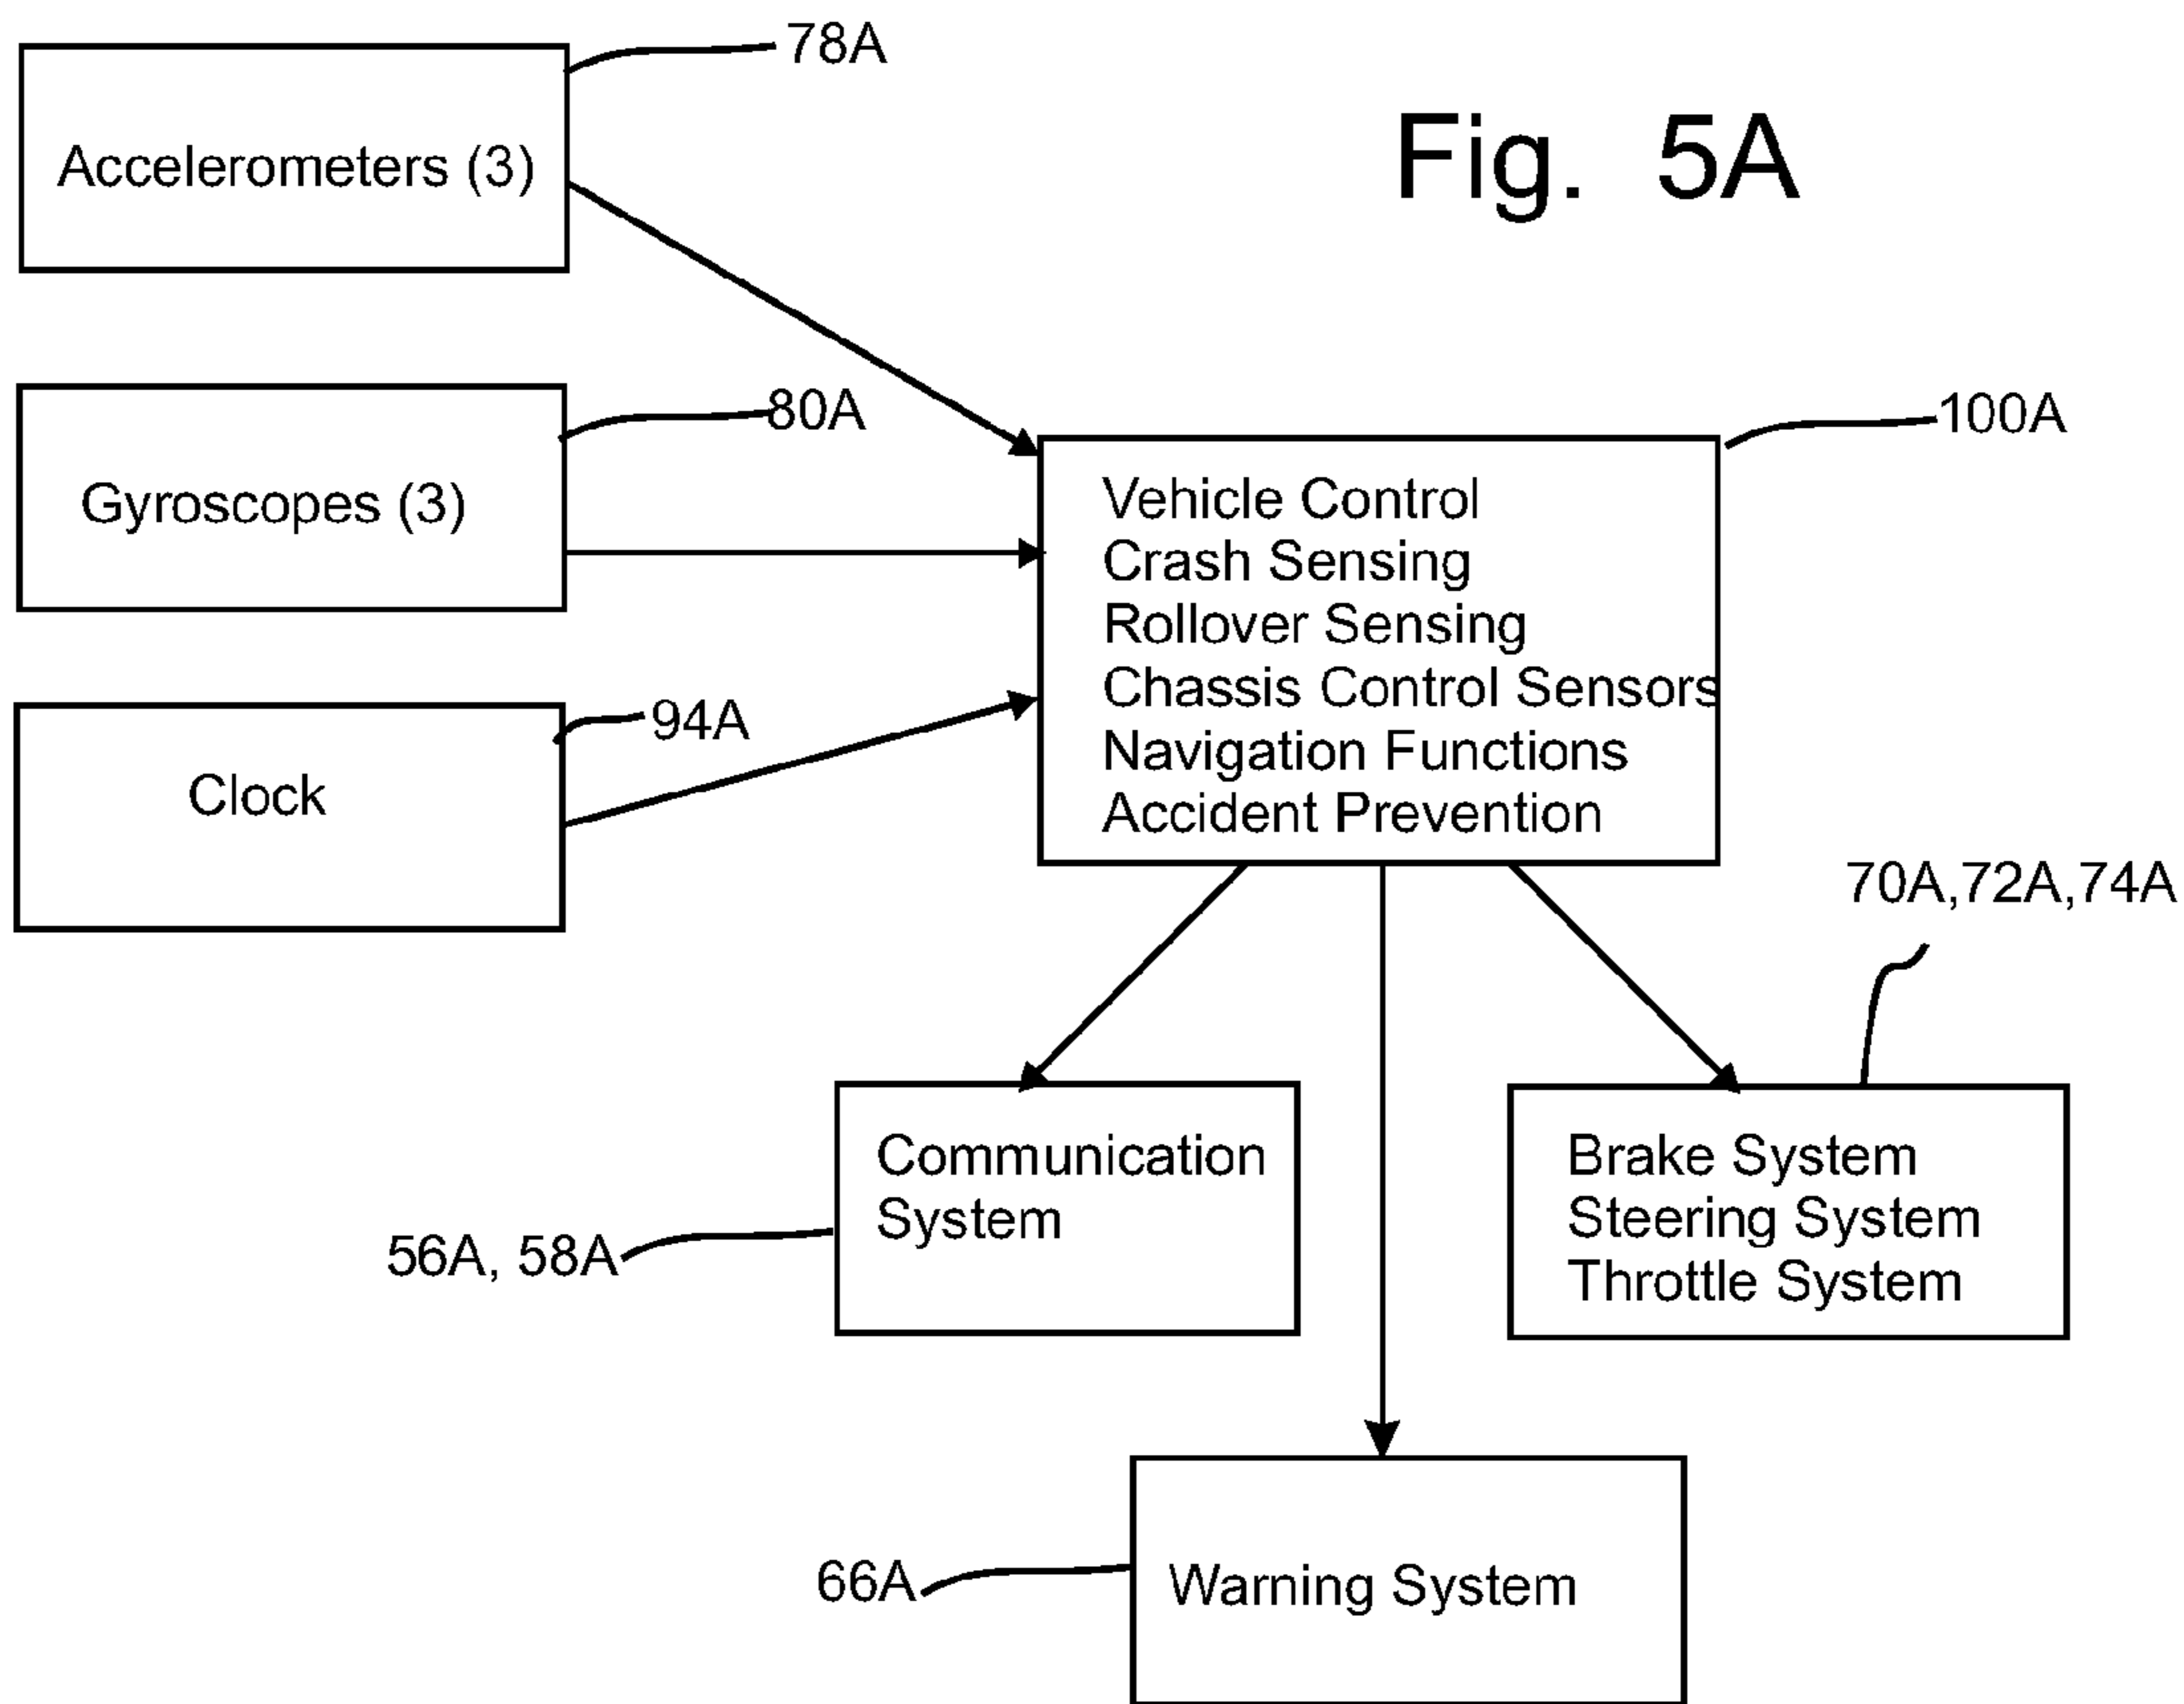 78A
Accelerometers (3)
Fig. 5A
80A
Gyroscopes (3)
100A
Vehicle Control
Crash Sensing
Rollover Sensing
Chassis Control Sensors
Navigation Functions
Accident Prevention
94A
Clock
70A,72A,74A
Communication
System
56A, 58A
Brake System
Steering System
Throttle System
66A
Warning System